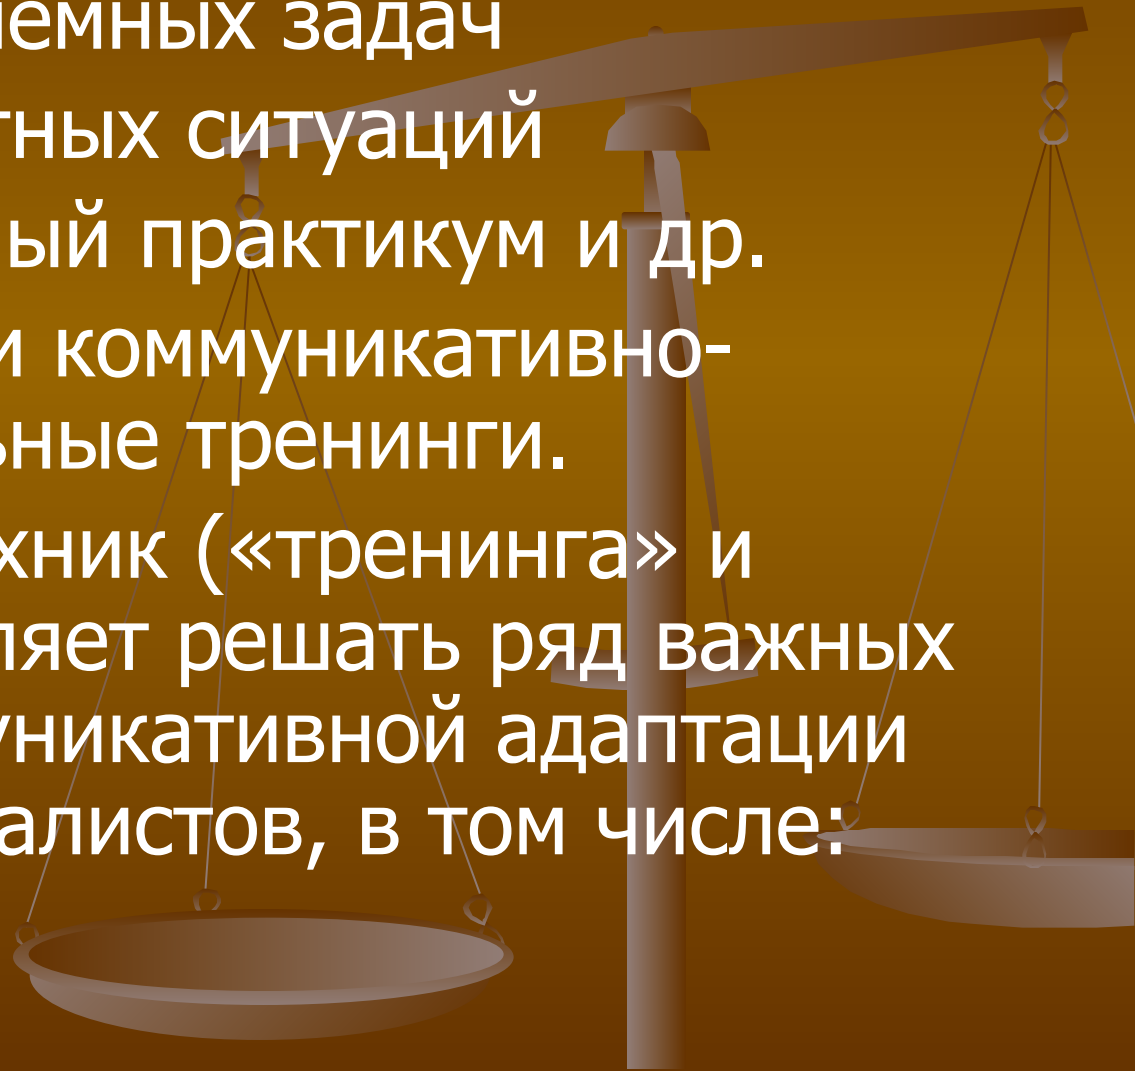 лемных задач
тных ситуаций
ый практикум и др.
и коммуникативно-
ьные тренинги.
хник («тренинга» и
ляет решать ряд важных
уникативной адаптации
алистов, в том числе: